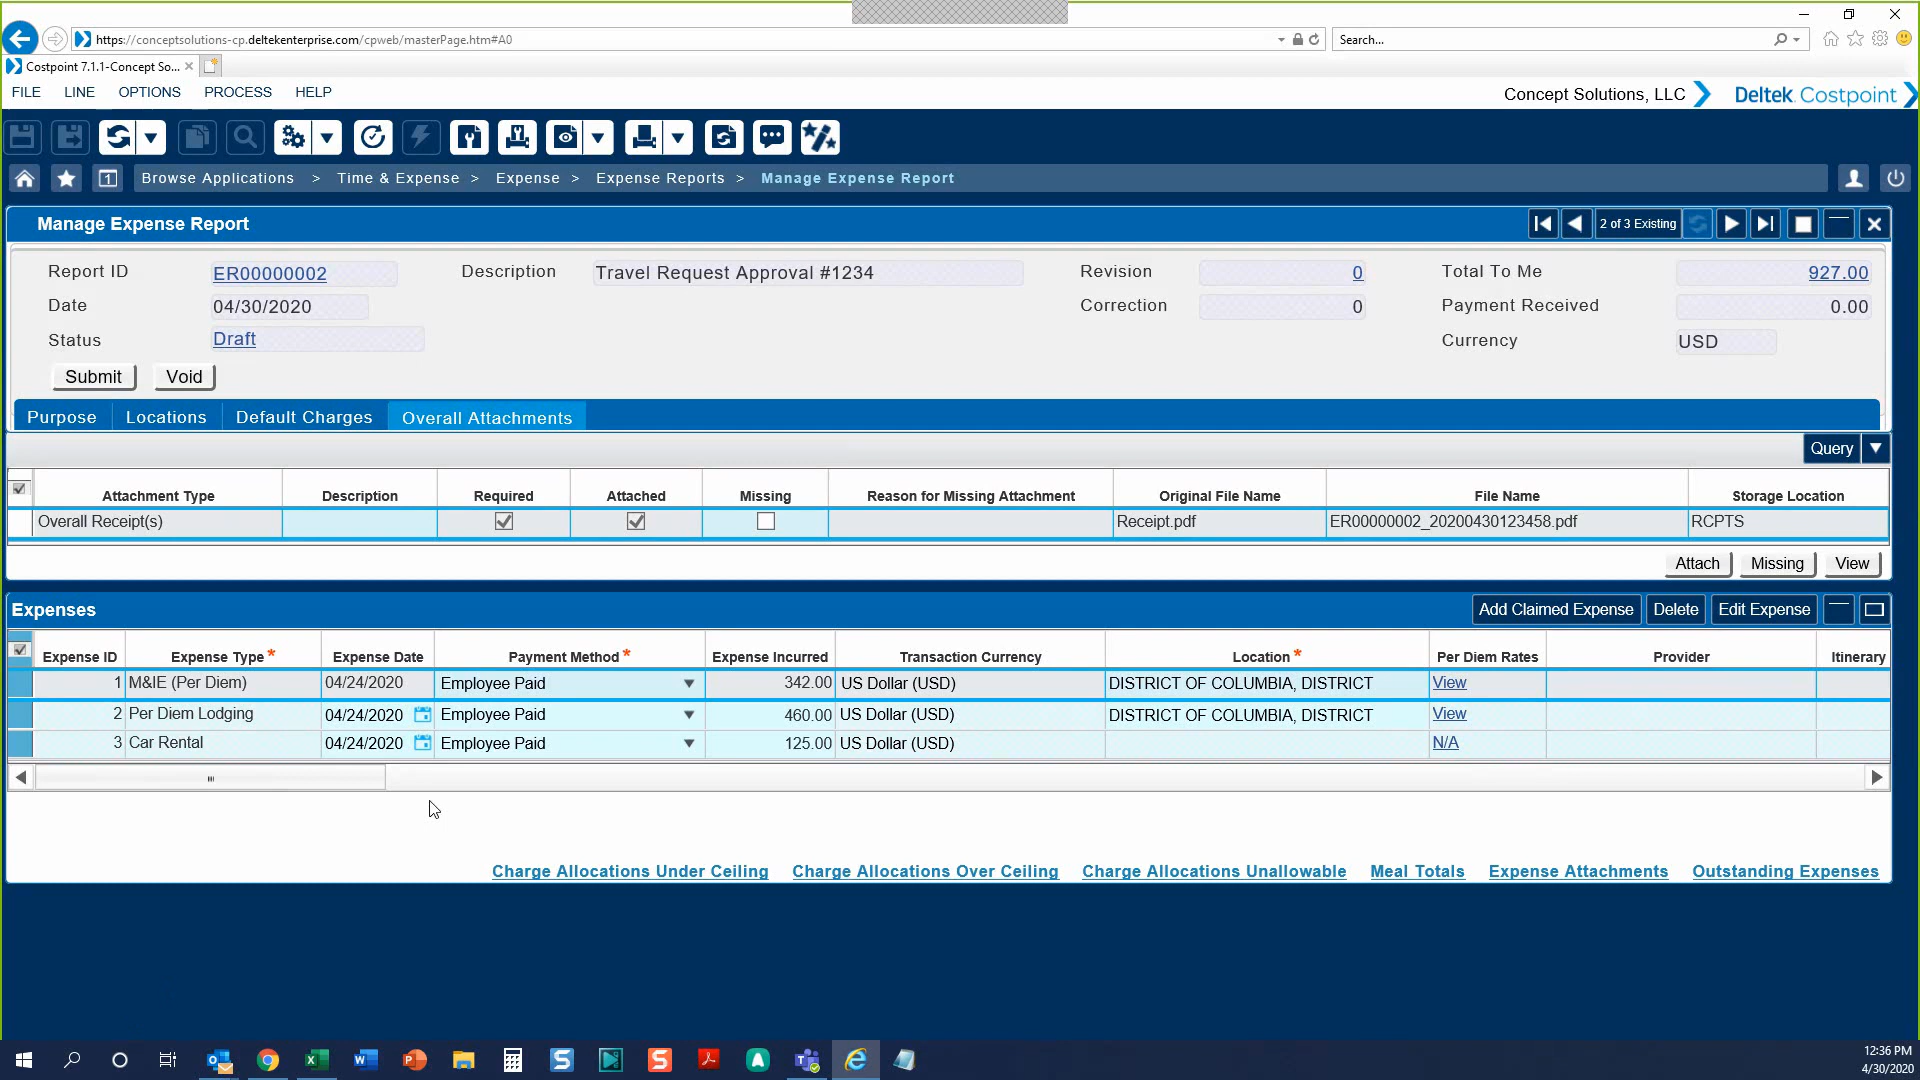 https://conceptsolutions-cp.deltekenterprise.com/cpweb/masterPage.htm#A0
Search...
Costpoint 7.1.1-Concept So...
FILE LINE OPTIONS PROCESS HELP
Concept Solutions, LLC Deltek Costpoint
1 Browse Applications > Time & Expense > Expense > Expense Reports > Manage Expense Report
Manage Expense Report 2 of 3 Existing
Report ID ER00000002 Description Travel Request Approval #1234 Revision 0 Total To Me 927.00
Date 04/30/2020 Correction 0 Payment Received 0.00
Status Draft Currency USD
Submit Void
Purpose Locations Default Charges Overall Attachments
Query
Attachment Type Description Required Attached Missing Reason for Missing Attachment Original File Name File Name Storage Location
Overall Receipt(s) Receipt.pdf ER00000002_20200430123458.pdf RCPTS
Attach Missing View
Expenses Add Claimed Expense Delete Edit Expense
Expense ID Expense Type * Expense Date Payment Method * Expense Incurred Transaction Currency Location * Per Diem Rates Provider Itinerary
1 M&IE (Per Diem) 04/24/2020 Employee Paid 342.00 US Dollar (USD) DISTRICT OF COLUMBIA, DISTRICT View
2 Per Diem Lodging 04/24/2020 Employee Paid 460.00 US Dollar (USD) DISTRICT OF COLUMBIA, DISTRICT View
3 Car Rental 04/24/2020 Employee Paid 125.00 US Dollar (USD) N/A
Charge Allocations Under Ceiling Charge Allocations Over Ceiling Charge Allocations Unallowable Meal Totals Expense Attachments Outstanding Expenses
12:36 PM
4/30/2020